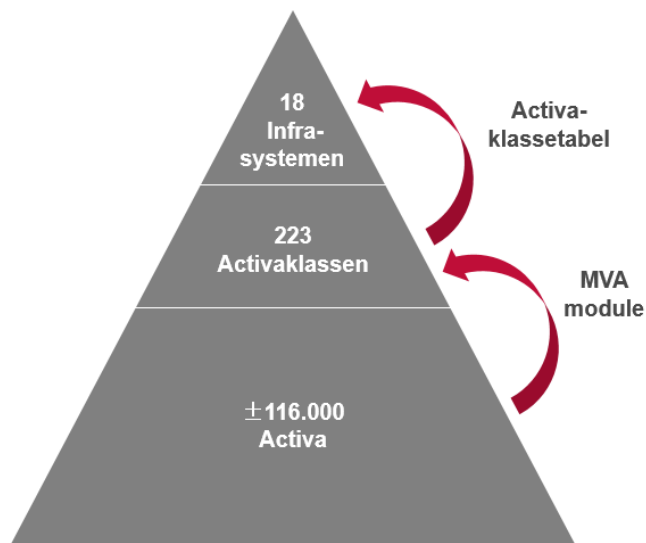 18
Infra-
systemen
Activa-
klassetabel
223
Activaklassen
MVA
module
±116.000
Activa